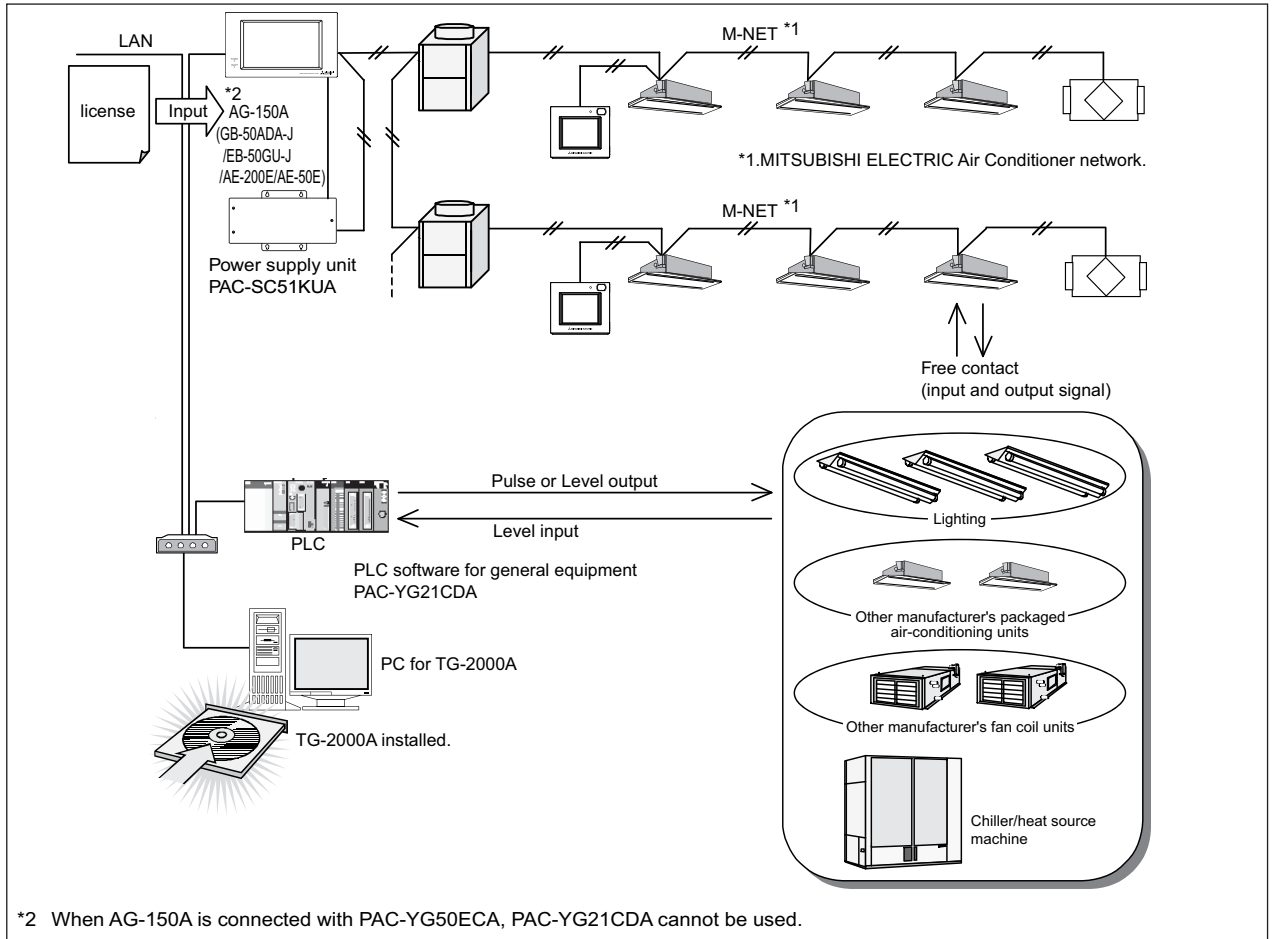 LAN
license
Input
*2
AG-150A
(GB-50ADA-J
/EB-50GU-J
/AE-200E/AE-50E)
Power supply unit
PAC-SC51KUA
M-NET *1
*1.MITSUBISHI ELECTRIC Air Conditioner network.
M-NET *1
Free contact
(input and output signal)
Pulse or Level output
Level input
PLC
PLC software for general equipment
PAC-YG21CDA
PC for TG-2000A
TG-2000A installed.
Lighting
Other manufacturer's packaged
air-conditioning units
Other manufacturer's fan coil units
Chiller/heat source
machine
*2 When AG-150A is connected with PAC-YG50ECA, PAC-YG21CDA cannot be used.